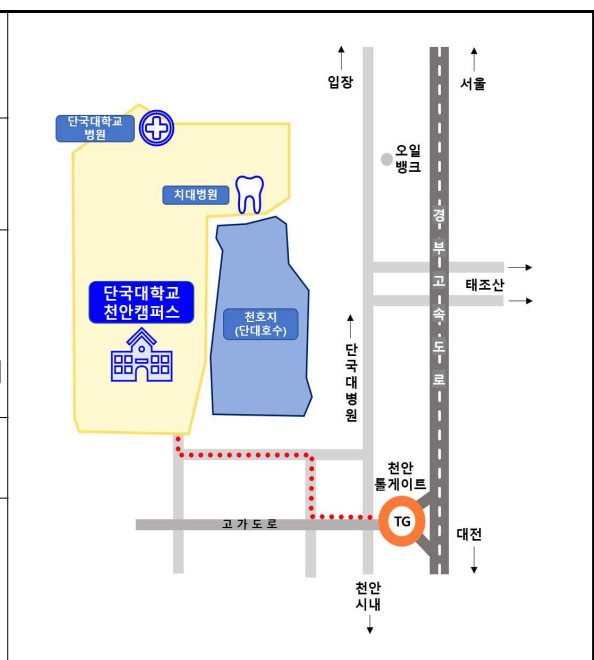 입장
서울
단국대학교
병원
오일
뱅크
치대병원
경부고속도로
태조산
단국대학교
천안캠퍼스
천호지
(단대호수)
단국대병원
천안
톨게이트
TG
고가도로
대전
천안
시내